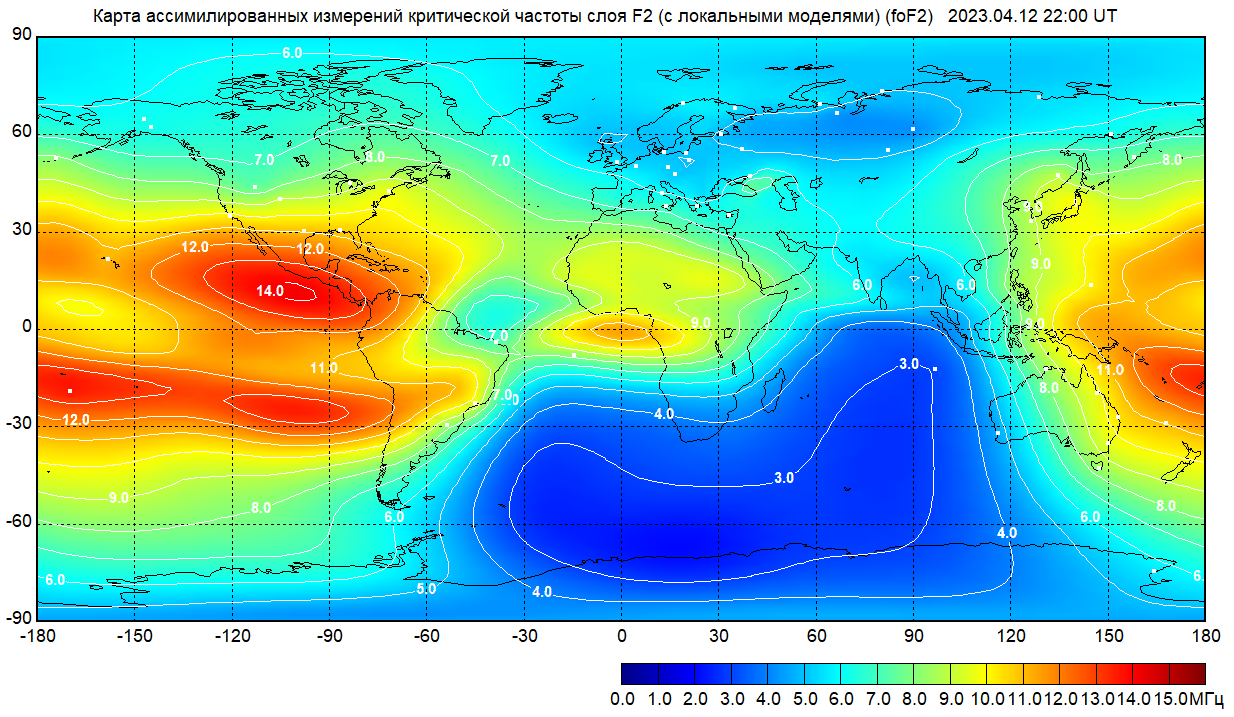 Карта ассимилированных измерений критической частоты слоя F2 (с локальными моделями) (foF2) 2023.04.12 22:00 UT
90
6.0
60
7.0 8.0 7.0 8.0
30
12.0 12.0 9.0
9.0
14.0 6.0 6.0
0
7.0 9.0 9.0
11.0 3.0 11.0
8.0
7.0
-30
12.0 4.0
3.0
9.0
8.0 8.0
-60
6.0 6.0
4.0
6.0 5.0 4.0 6.
-90
-180 -150 -120 -90 -60 -30 0 30 60 90 120 150 180
0.0 1.0 2.0 3.0 4.0 5.0 6.0 7.0 8.0 9.0 10.0 11.0 12.0 13.0 14.0 15.0 МГц